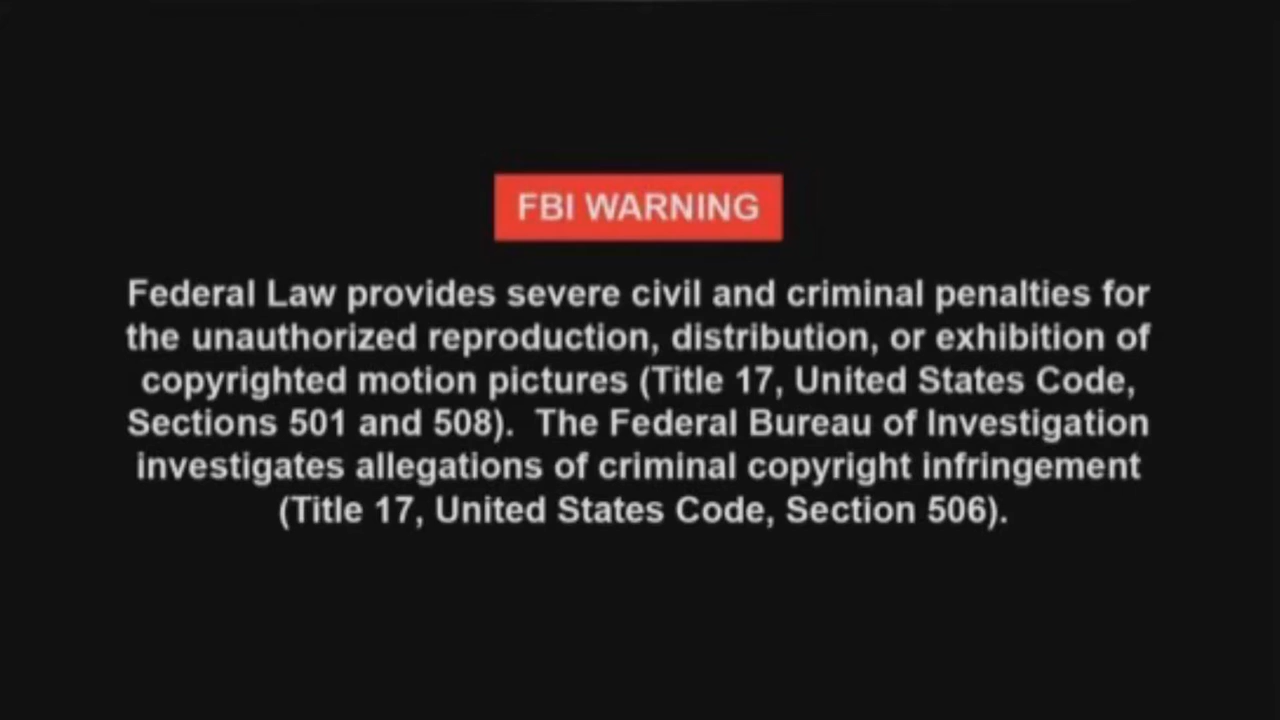 FBI WARNING
Federal Law provides severe civil and criminal penalties for
the unauthorized reproduction, distribution, or exhibition of
copyrighted motion pictures (Title 17, United States Code,
Sections 501 and 508).  The Federal Bureau of Investigation
investigates allegations of criminal copyright infringement
(Title 17, United States Code, Section 506).